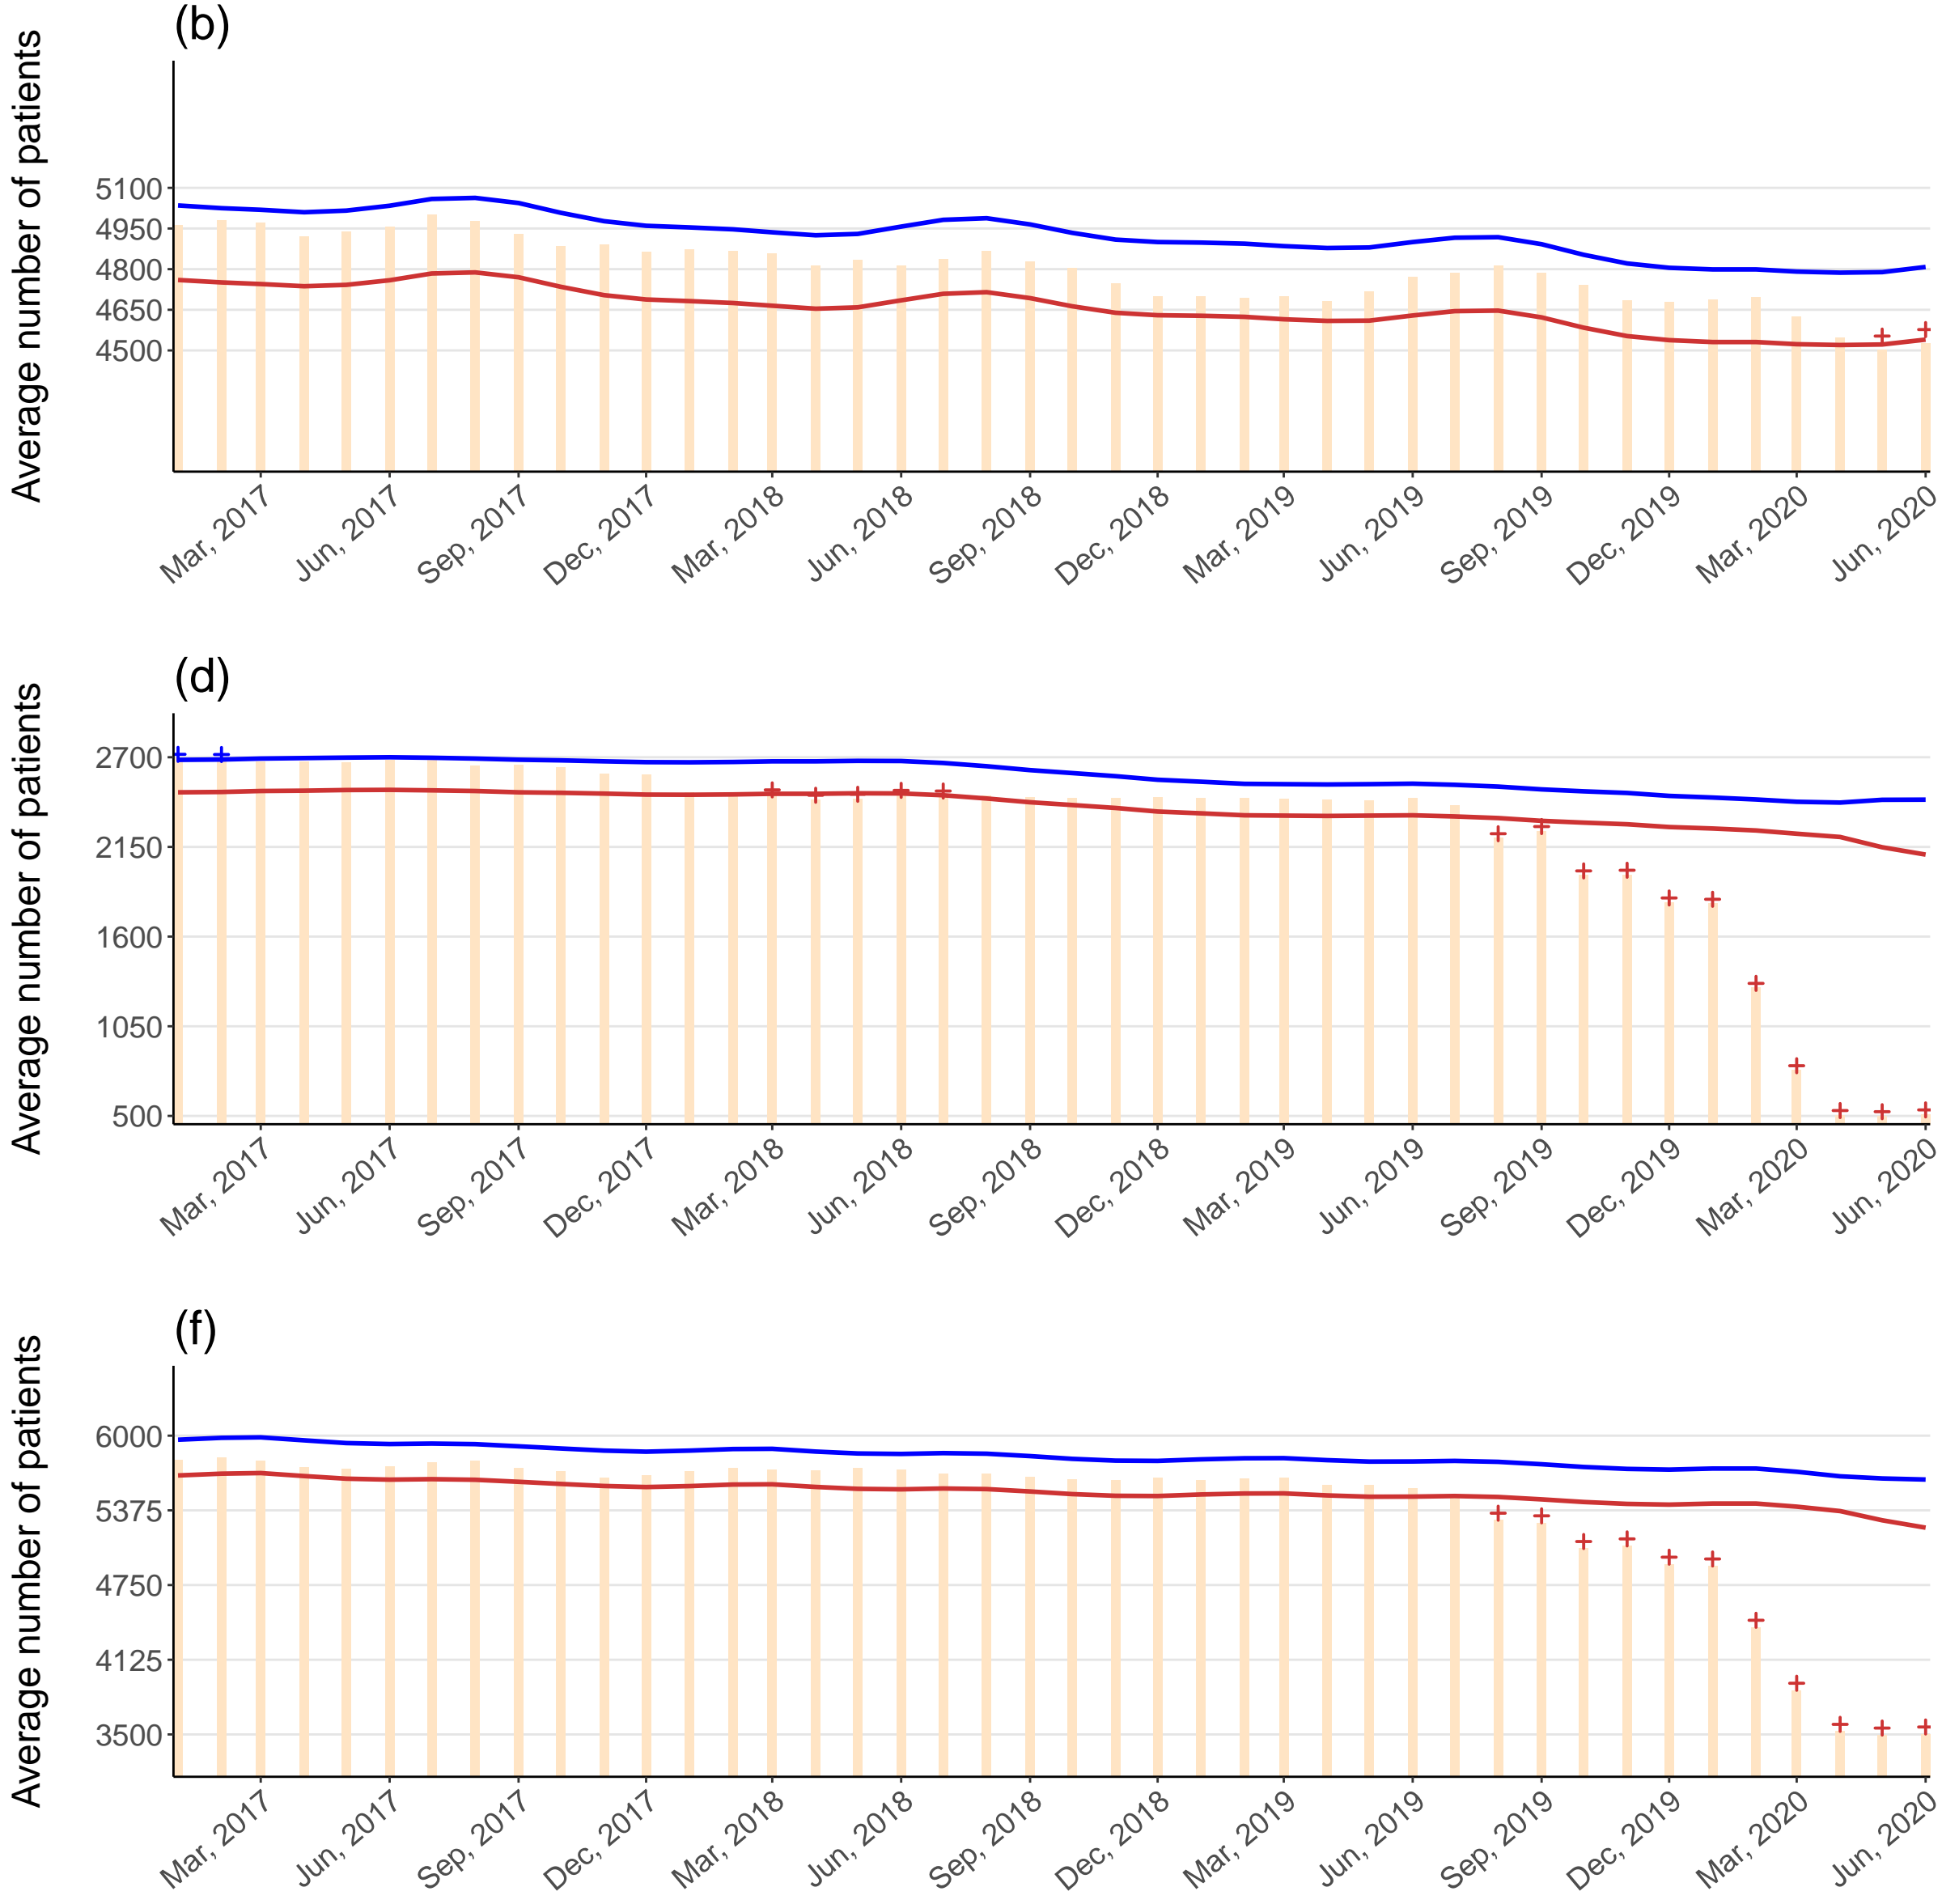 (b)
Average number of patients
5100
4950
4800
4650
4500
Mar, 2017
Jun, 2017
Sep, 2017
Dec, 2017
Mar, 2018
Jun, 2018
Sep, 2018
Dec, 2018
Mar, 2019
Jun, 2019
Sep, 2019
Dec, 2019
Mar, 2020
Jun, 2020
(d)
Average number of patients
2700
2150
1600
1050
500
Mar, 2017
Jun, 2017
Sep, 2017
Dec, 2017
Mar, 2018
Jun, 2018
Sep, 2018
Dec, 2018
Mar, 2019
Jun, 2019
Sep, 2019
Dec, 2019
Mar, 2020
Jun, 2020
(f)
Average number of patients
6000
5375
4750
4125
3500
Mar, 2017
Jun, 2017
Sep, 2017
Dec, 2017
Mar, 2018
Jun, 2018
Sep, 2018
Dec, 2018
Mar, 2019
Jun, 2019
Sep, 2019
Dec, 2019
Mar, 2020
Jun, 2020